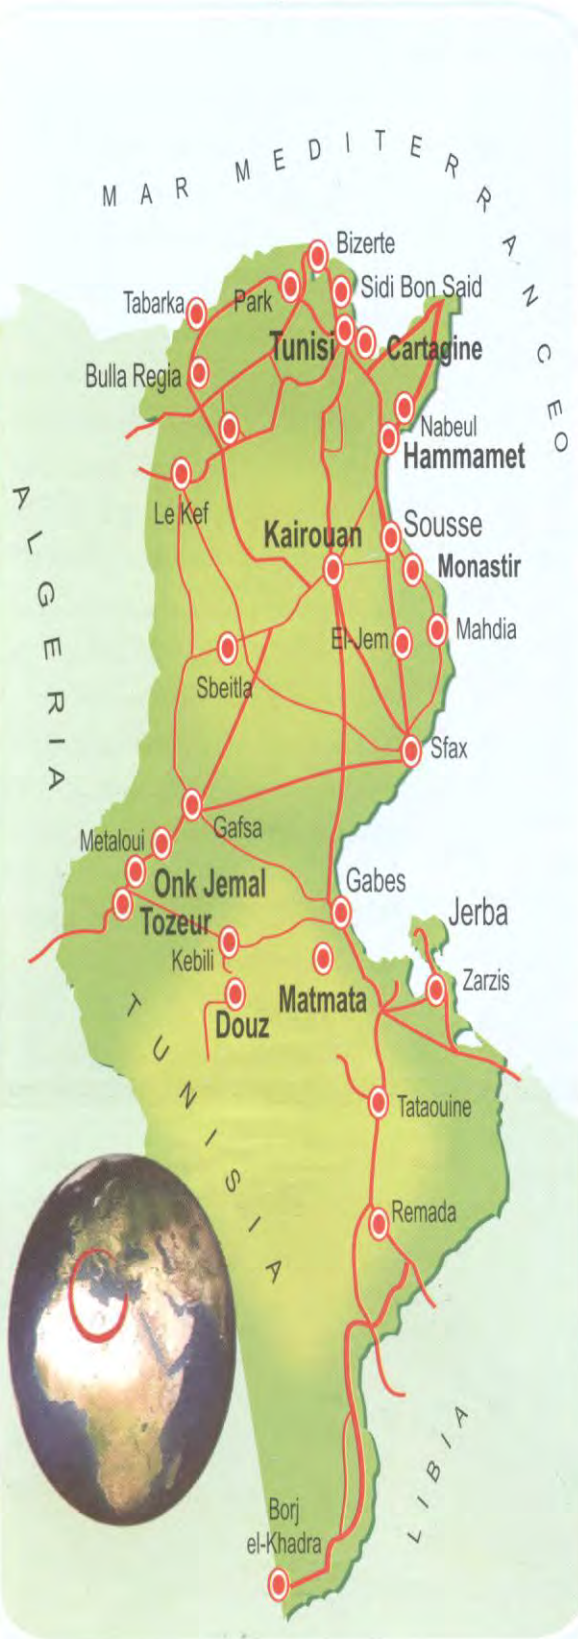 MAR MEDITERRANCEO
Bizerte
Park
Sidi Bon Said
Tabarka
Tunisi
Cartagine
Bulla Regia
Nabeul
Hammamet
Le Kef
Sousse
Kairouan
Monastir
ALGERIA
El-Jem
Mahdia
Sbeitla
Sfax
Gafsa
Metaloui
Onk Jemal
Gabes
Tozeur
Jerba
Kebili
Zarzis
Matmata
Douz
TUNISIA
Tataouine
Remada
LIBIA
Borj
el-Khadra